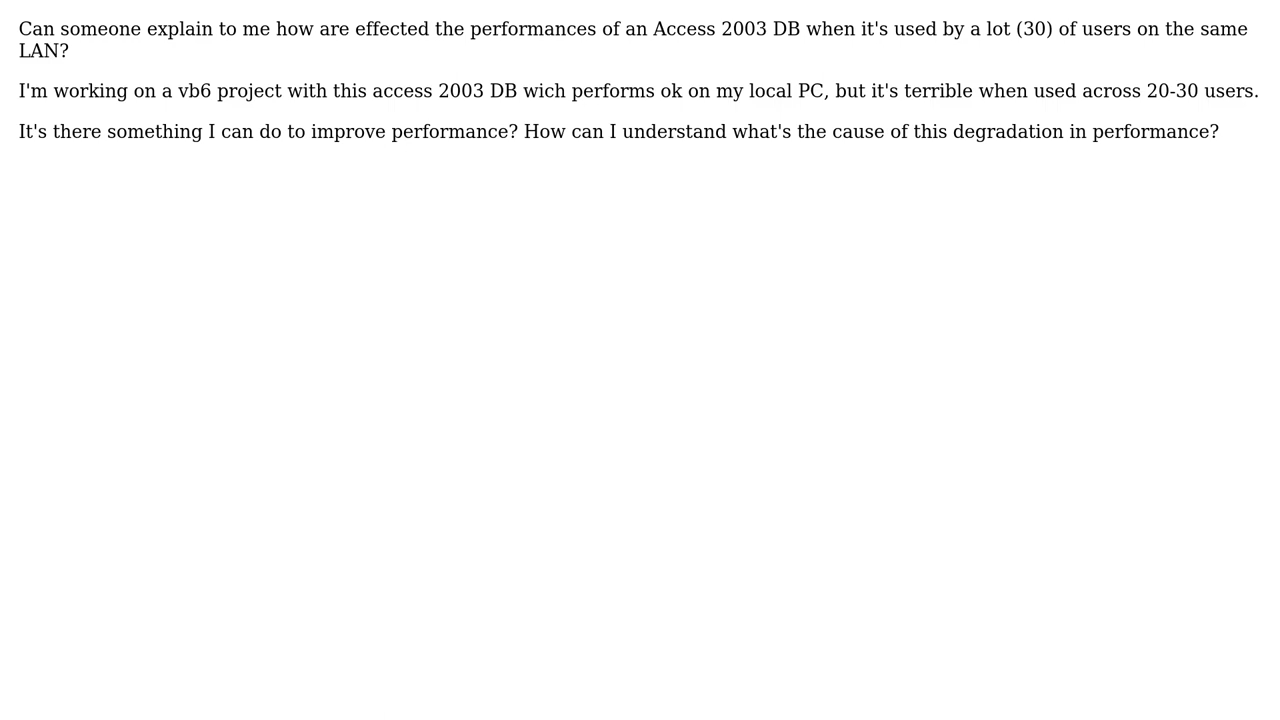 Can someone explain to me how are effected the performances of an Access 2003 DB when it's used by a lot (30) of users on the same
LAN?
I'm working on a vb6 project with this access 2003 DB wich performs ok on my local PC, but it's terrible when used across 20-30 users.
It's there something I can do to improve performance? How can I understand what's the cause of this degradation in performance?